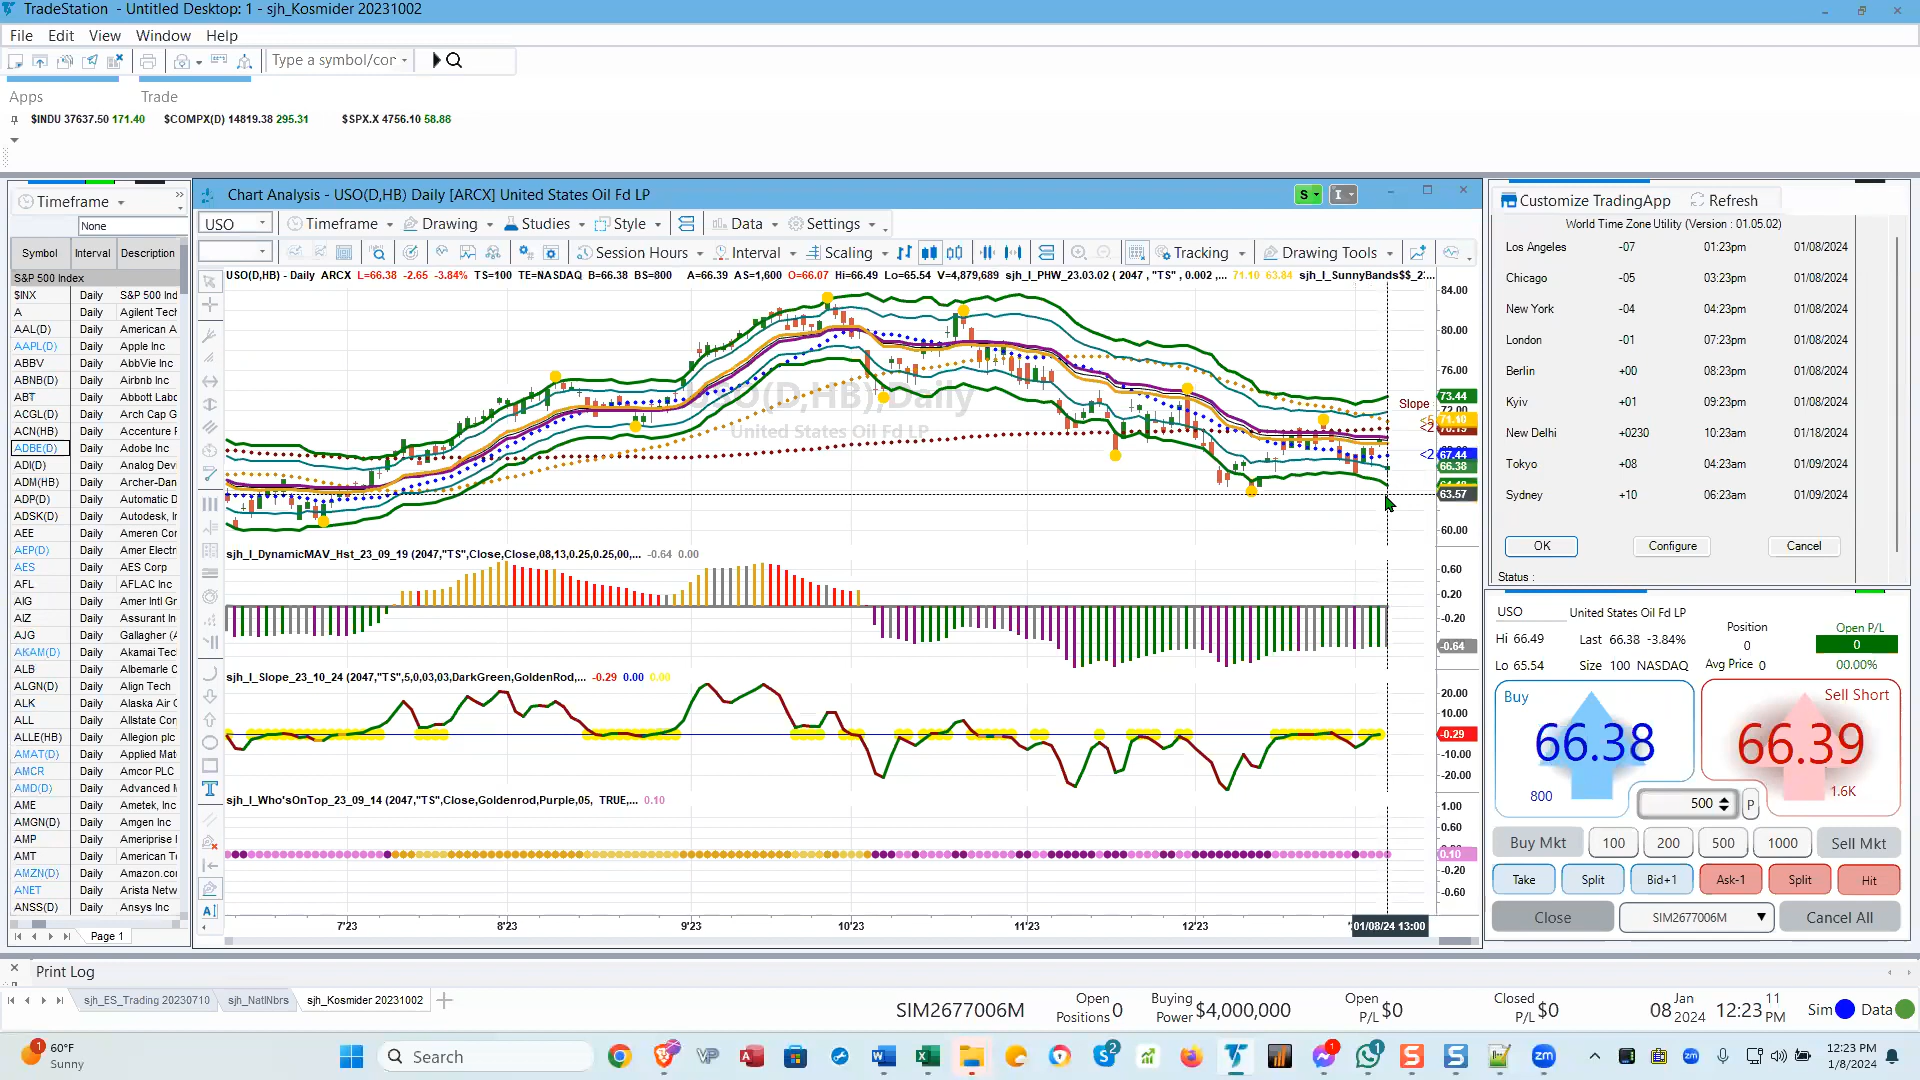 TradeStation - Untitled Desktop: 1 - sjh_Kosmider 20231002
File Edit View Window Help
Type a symbol/cor
Apps Trade
$INDU 37637.50 171.40 $COMPX(D) 14819.38 295.31 $SPX.X 4756.10 58.86
Timeframe
None
Symbol Interval Description
S&P 500 Index
$INX Daily S&P 500 Ind
A Daily Agilent Tech
AAL(D) Daily American A
AAPL(D) Daily Apple Inc
ABBV Daily AbbVie Inc
ABNB(D) Daily Airbnb Inc
ABT Daily Abbott Labo
ACGL(D) Daily Arch Cap G
ACN(HB) Daily Accenture F
ADBE(D) Daily Adobe Inc
ADI(D) Daily Analog Devi
ADM(HB) Daily Archer-Dan
ADP(D) Daily Automatic D
ADSK(D) Daily Autodesk, Ir
AEE Daily Ameren Cor
AEP(D) Daily Amer Electr
AES Daily AES Corp
AFL Daily AFLAC Inc
AIG Daily Amer Intl Gr
AIZ Daily Assurant Inc
AJG Daily Gallagher (A
AKAM(D) Daily Akamai Tec
ALB Daily Albemarle C
ALGN(D) Daily Align Tech
ALK Daily Alaska Air G
ALL Daily Allstate Cor
ALLE(HB) Daily Allegion plc
AMAT(D) Daily Applied Mat
AMCR Daily Amcor PLC
AMD(D) Daily Advanced M
AME Daily Ametek, Inc
AMGN(D) Daily Amgen Inc
AMP Daily Ameriprise F
AMT Daily American T
AMZN(D) Daily Amazon.co
ANET Daily Arista Netw
ANSS(D) Daily Ansys Inc
Page 1
Chart Analysis - USO(D,HB) Daily [ARCX] United States Oil Fd LP
S I
USO Timeframe Drawing Studies Style Data Settings
Session Hours Interval Scaling Tracking Drawing Tools
USO(D,HB) - Daily ARCX L=66.38 -2.65 -3.84% TS=100 TE=NASDAQ B=66.38 BS=800 A=66.39 AS=1,600 O=66.07 Hi=66.49 Lo=65.54 V=4,879,689 sjh_I_PHW_23.03.02 ( 2047 , "TS" , 0.002 ,... 71.10 63.84 sjh_I_SunnyBands$$_2...
USO(D,HB),Daily
United States Oil Fd LP
Slope
<2
84.00
80.00
76.00
73.44
72.00
71.10
67.44
66.38
63.57
60.00
sjh_I_DynamicMAV_Hst_23_09_19 (2047,"TS",Close,Close,08,13,0.25,0.25,00,... -0.64 0.00
0.60
0.20
-0.20
-0.64
sjh_I_Slope_23_10_24 (2047,"TS",5,0,03,03,DarkGreen,GoldenRod,... -0.29 0.00 0.00
20.00
10.00
-0.29
-10.00
-20.00
sjh_I_Who'sOnTop_23_09_14 (2047,"TS",Close,Goldenrod,Purple,05, TRUE,... 0.10
1.00
0.60
0.10
-0.20
-0.60
7'23 8'23 9'23 10'23 11'23 12'23 01/08/24 13:00
Customize TradingApp Refresh
World Time Zone Utility (Version : 01.05.02)
Los Angeles -07 01:23pm 01/08/2024
Chicago -05 03:23pm 01/08/2024
New York -04 04:23pm 01/08/2024
London -01 07:23pm 01/08/2024
Berlin +00 08:23pm 01/08/2024
Kyiv +01 09:23pm 01/08/2024
New Delhi +0230 10:23am 01/18/2024
Tokyo +08 04:23am 01/09/2024
Sydney +10 06:23am 01/09/2024
OK Configure Cancel
Status :
USO United States Oil Fd LP Position Open P/L
Hi 66.49 Last 66.38 -3.84% 0 0
Lo 65.54 Size 100 NASDAQ Avg Price 0 00.00%
Buy Sell Short
66.38 66.39
800 500 P 1.6K
Buy Mkt 100 200 500 1000 Sell Mkt
Take Split Bid+1 Ask-1 Split Hit
Close SIM2677006M Cancel All
Print Log
sjh_ES_Trading 20230710 sjh_NatlNbrs sjh_Kosmider 20231002
SIM2677006M Open Positions 0 Buying Power $4,000,000 Open P/L $0 Closed P/L $0 08 Jan 2024 12:23 11 PM Sim Data
1 60°F
Sunny
Search
VP
2
1
1
zm
zm
12:23 PM
1/8/2024